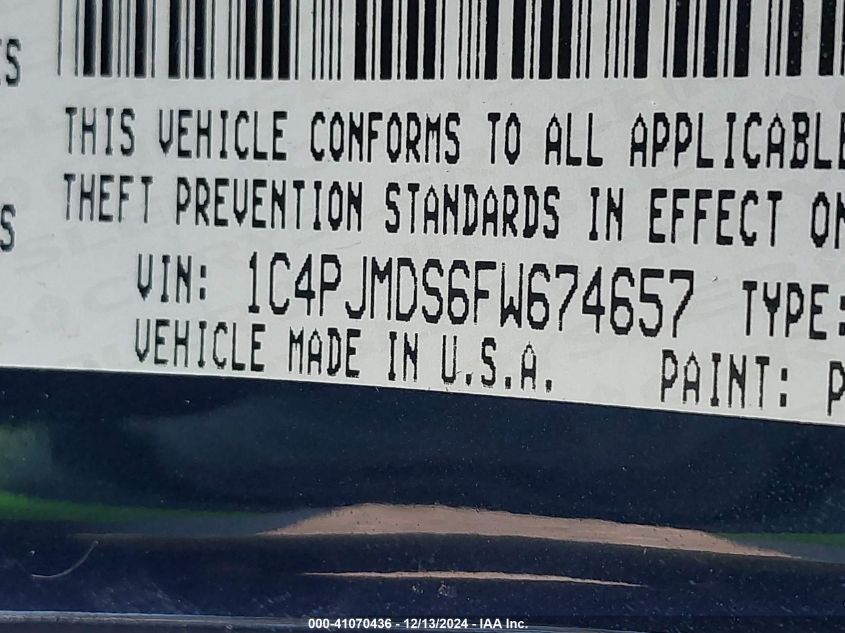 ES
THIS VEHICLE CONFORMS TO ALL APPLICABLE
THEFT PREVENTION STANDARDS IN EFFECT ON
S
VIN: 1C4PJMDS6FW674657 TYPE:
VEHICLE MADE IN U.S.A. PAINT: P
000-41070436 - 12/13/2024 - IAA Inc.